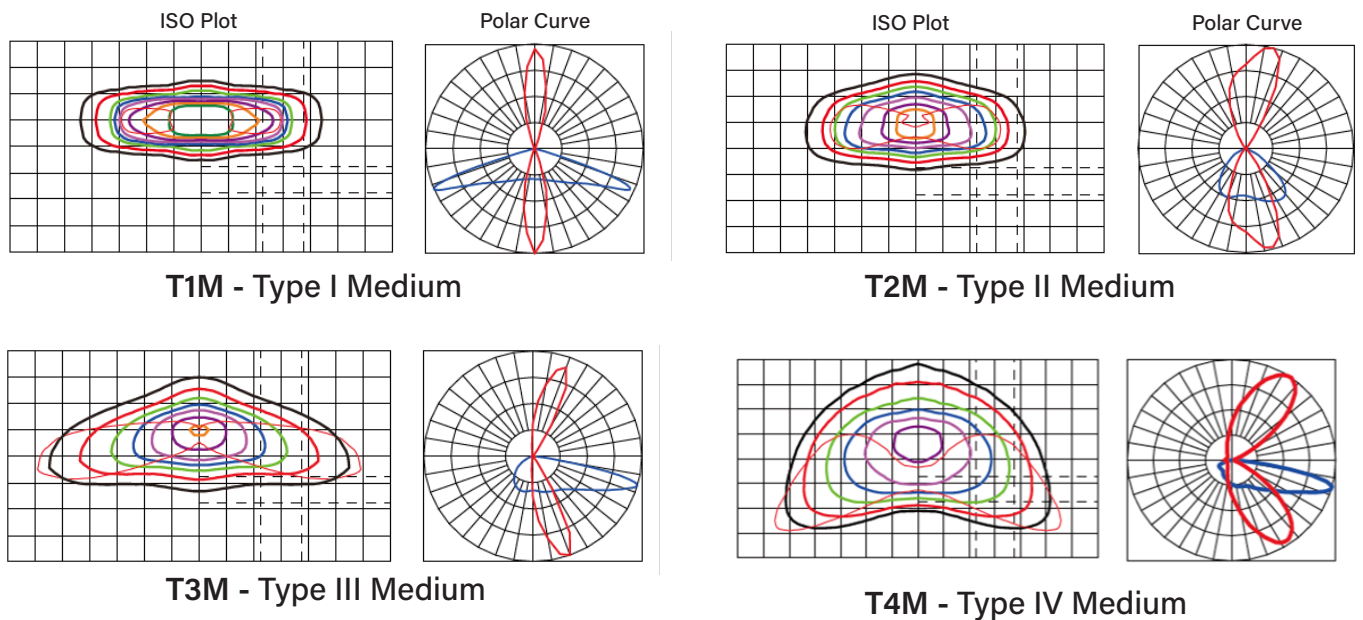 ISO Plot
Polar Curve
ISO Plot
Polar Curve
T1M - Type I Medium
T2M - Type II Medium
T3M - Type III Medium
T4M - Type IV Medium